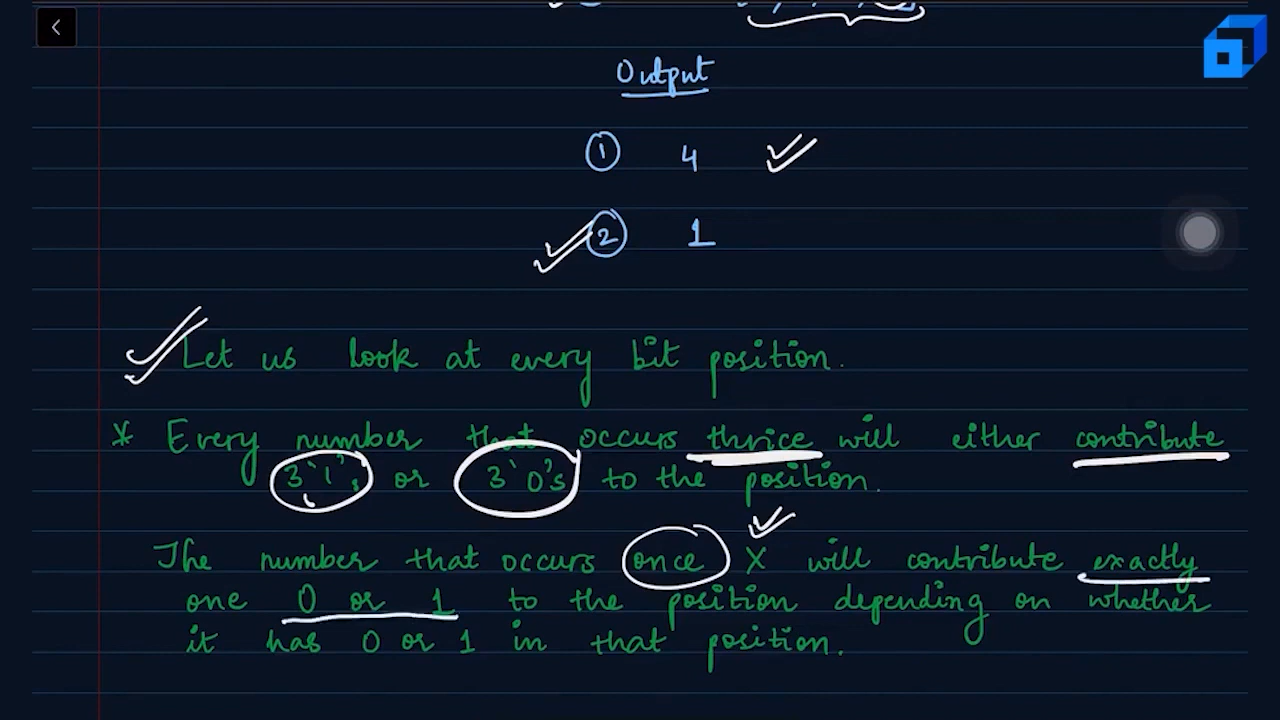 Output
① 4
② 1
Let us look at every bit position.
* Every number that occurs thrice will either contribute
3 '1's or 3 '0's to the position.
The number that occurs once X will contribute exactly
one 0 or 1 to the position depending on whether
it has 0 or 1 in that position.